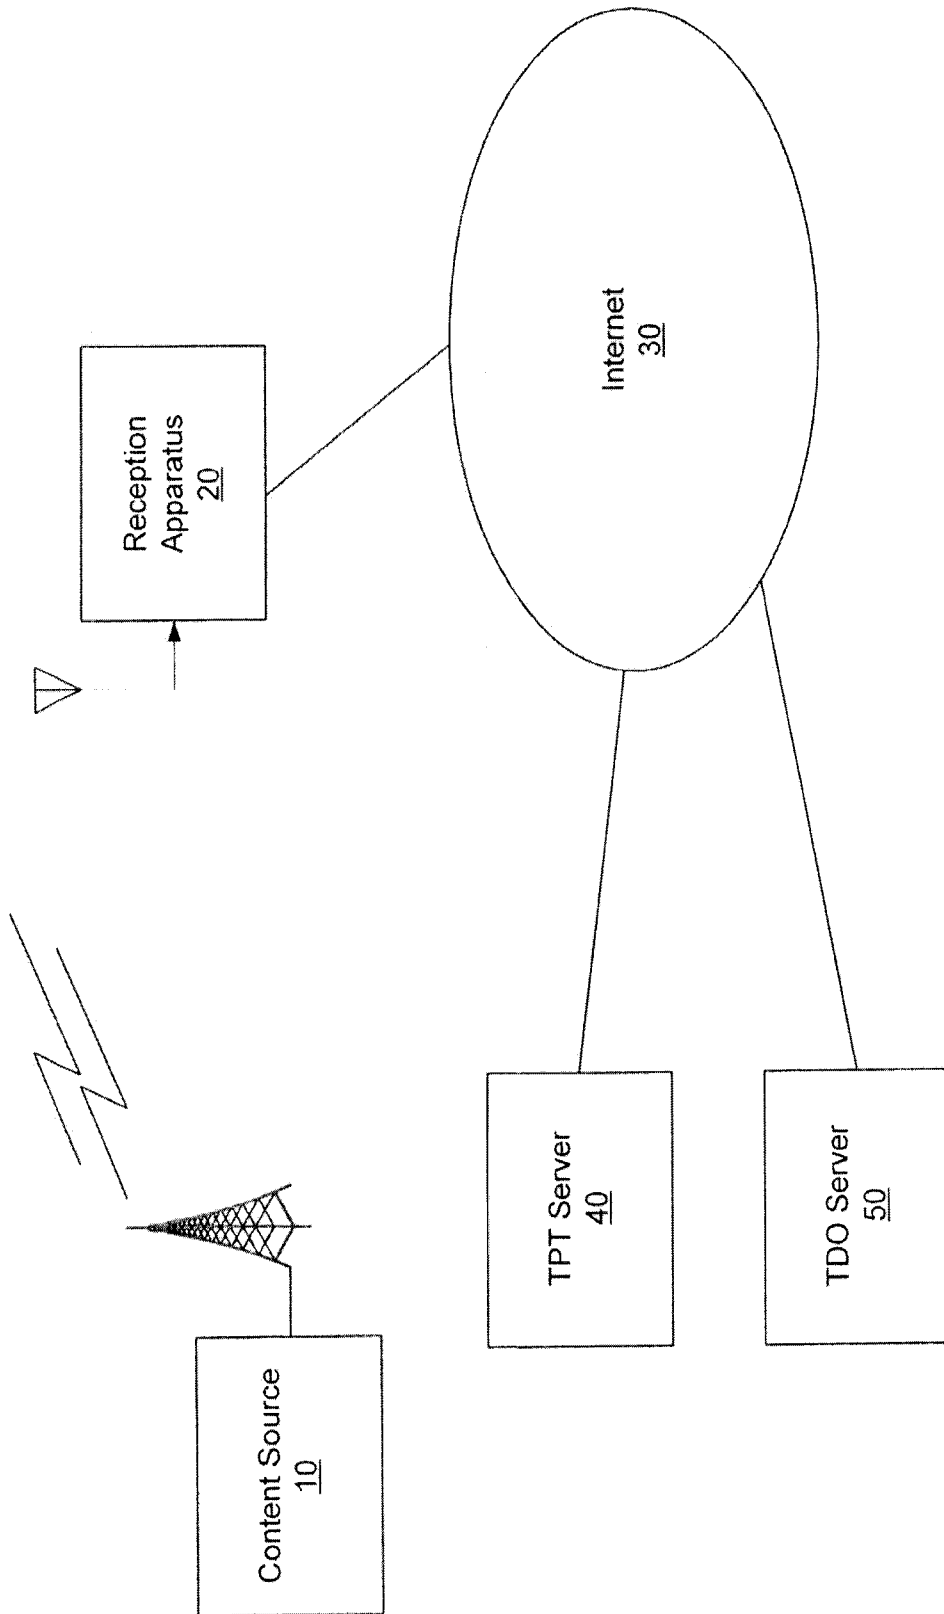 Content Source
10
Reception
Apparatus
20
TPT Server
40
Internet
30
TDO Server
50